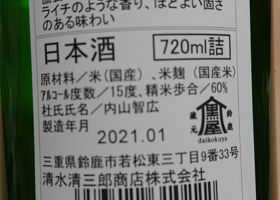 ライチのような香り、ほどよい固さ
のある味わい
日本酒 720ml詰
原材料／米（国産）、米麹（国産米）
アルコール度数／15度、精米歩合／60%
杜氏氏名／内山智広
製造年月
2021.01
蔵元 鈴鹿
daikokuya
三重県鈴鹿市若松東三丁目9番33号
清水清三郎商店株式会社